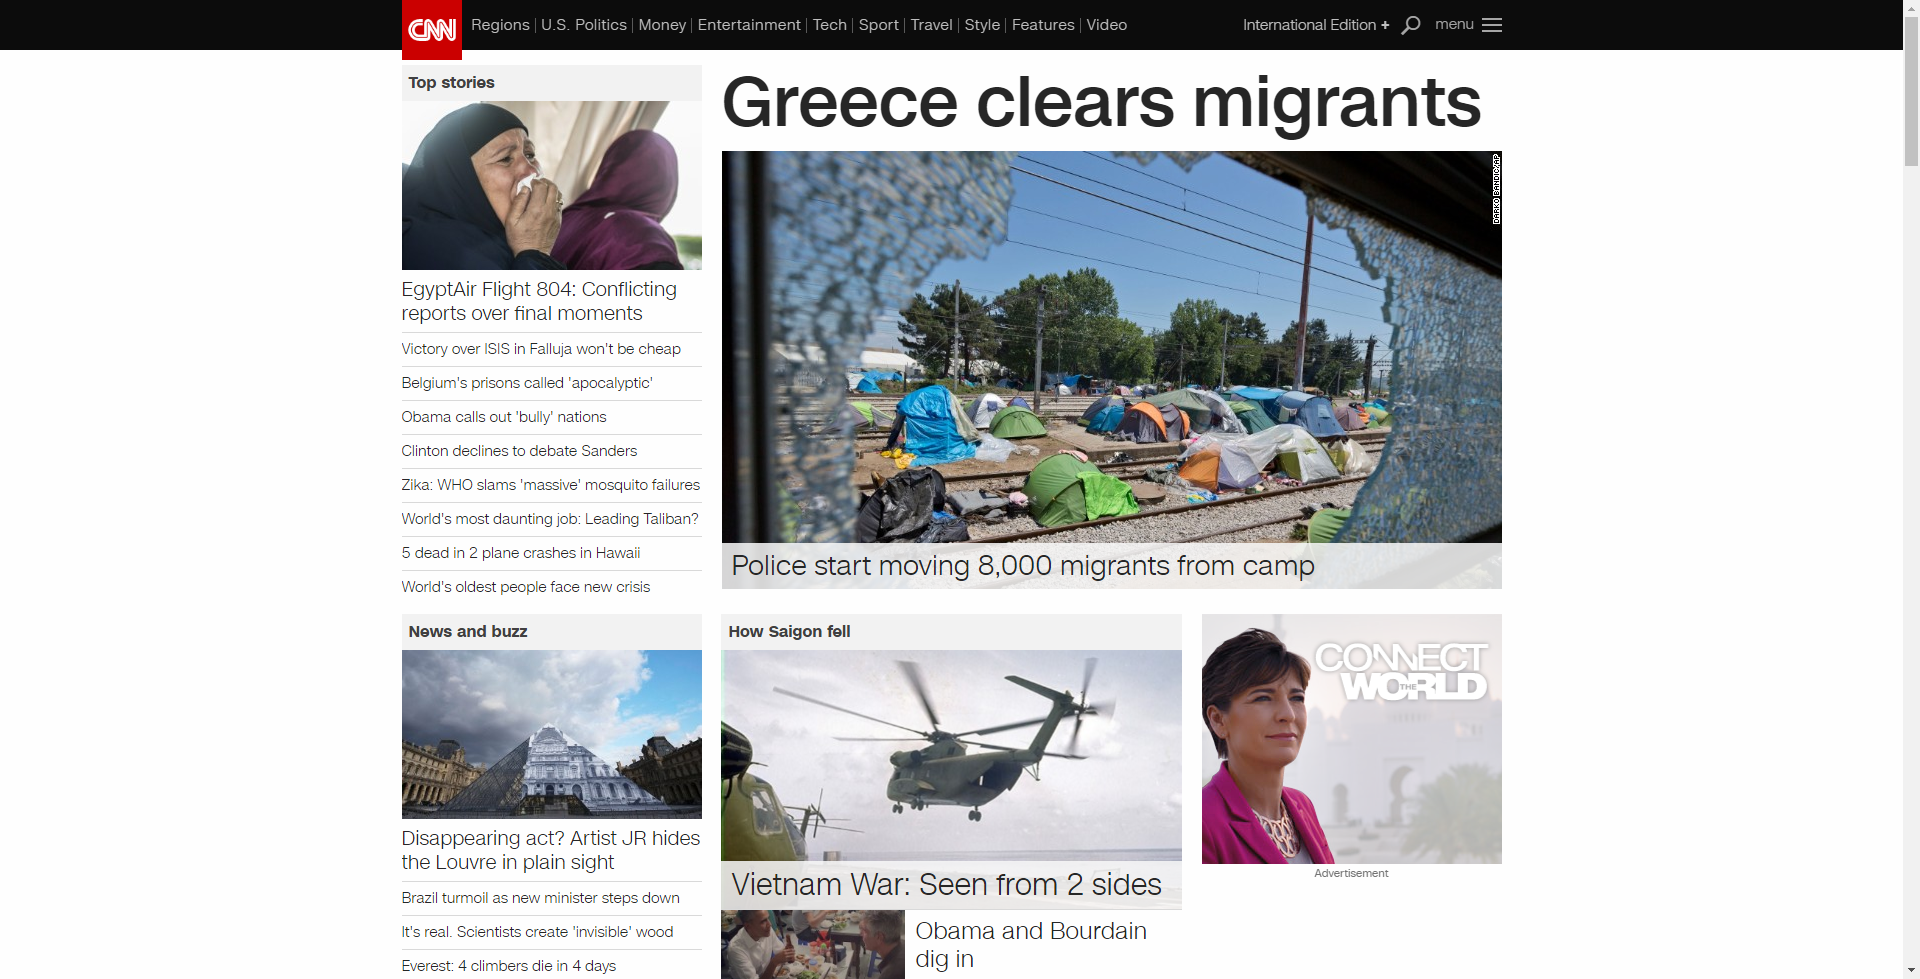 CNN
Regions
U.S. Politics
Money
Entertainment
Tech
Sport
Travel
Style
Features
Video
International Edition +
menu
Top stories
EgyptAir Flight 804: Conflicting
reports over final moments
Victory over ISIS in Falluja won't be cheap
Belgium's prisons called 'apocalyptic'
Obama calls out 'bully' nations
Clinton declines to debate Sanders
Zika: WHO slams 'massive' mosquito failures
World's most daunting job: Leading Taliban?
5 dead in 2 plane crashes in Hawaii
World's oldest people face new crisis
Greece clears migrants
DARKO BANDIC/AP
Police start moving 8,000 migrants from camp
News and buzz
Disappearing act? Artist JR hides
the Louvre in plain sight
Brazil turmoil as new minister steps down
It's real. Scientists create 'invisible' wood
Everest: 4 climbers die in 4 days
How Saigon fell
Vietnam War: Seen from 2 sides
Obama and Bourdain
dig in
CONNECT
THE
WORLD
Advertisement